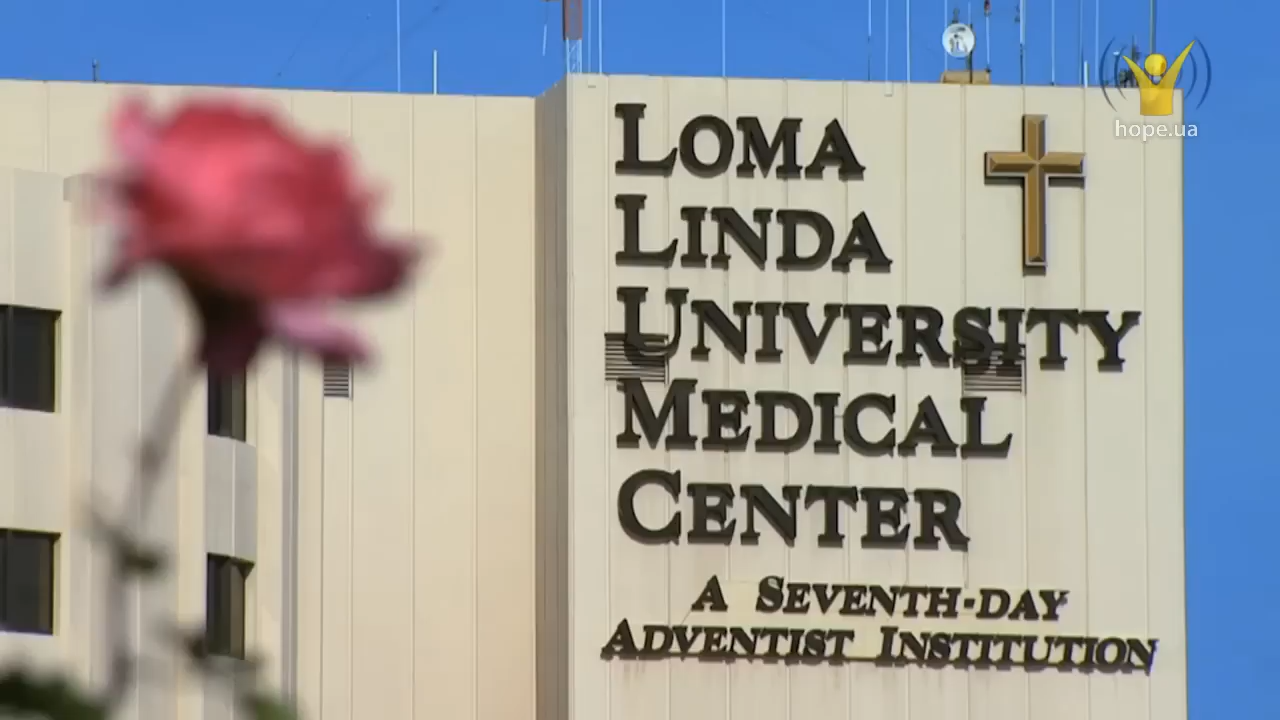 hope.ua
LOMA
LINDA
UNIVERSITY
MEDICAL
CENTER
A SEVENTH-DAY
ADVENTIST INSTITUTION